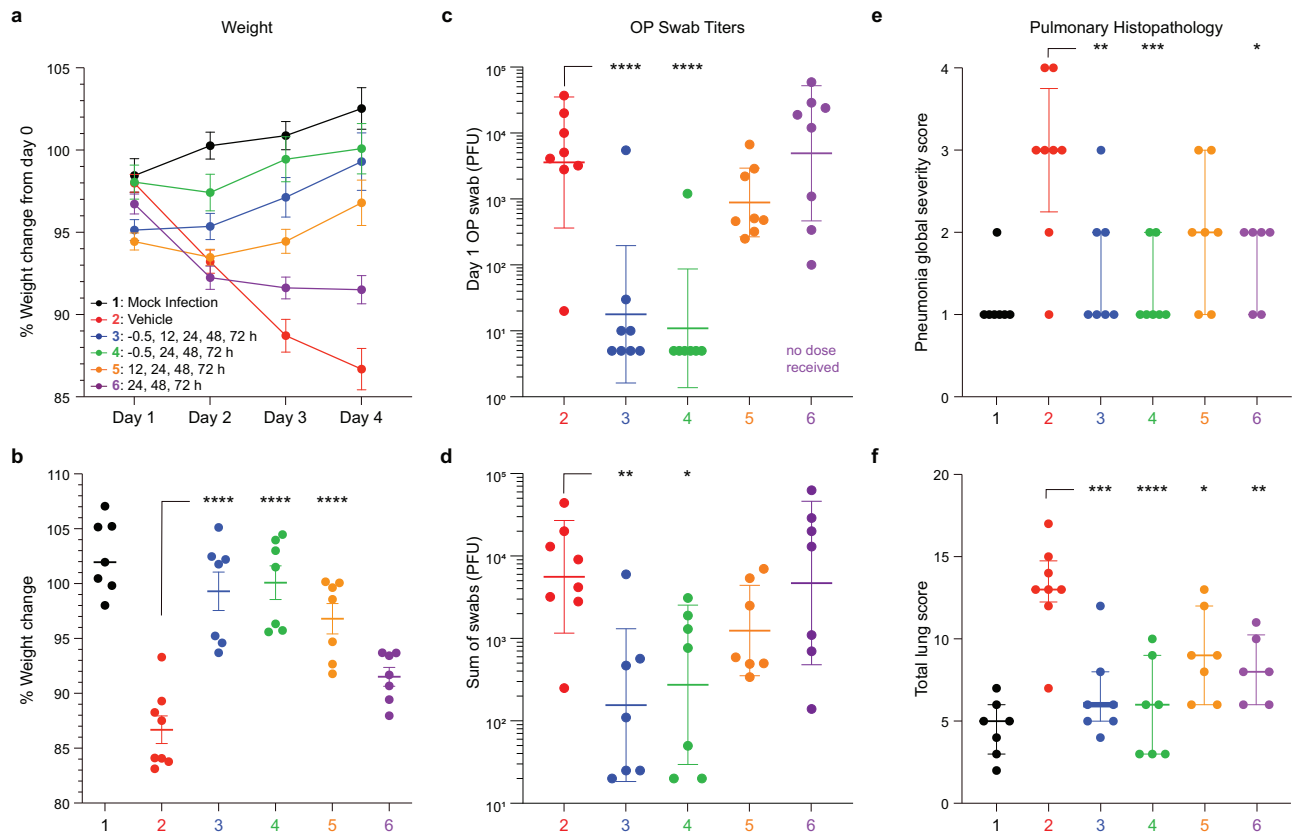 a
Weight
105
100
95
90
85
% Weight change from day 0
1: Mock Infection
2: Vehicle
3: -0.5, 12, 24, 48, 72 h
4: -0.5, 24, 48, 72 h
5: 12, 24, 48, 72 h
6: 24, 48, 72 h
Day 1 Day 2 Day 3 Day 4
b
110
105
100
95
90
85
80
% Weight change
**** **** ****
1 2 3 4 5 6
c
OP Swab Titers
10⁵
10⁴
10³
10²
10¹
10⁰
Day 1 OP swab (PFU)
**** ****
no dose
received
2 3 4 5 6
d
10⁵
10⁴
10³
10²
10¹
Sum of swabs (PFU)
** *
2 3 4 5 6
e
Pulmonary Histopathology
4
3
2
1
0
Pneumonia global severity score
** *** *
1 2 3 4 5 6
f
20
15
10
5
0
Total lung score
*** **** * **
1 2 3 4 5 6